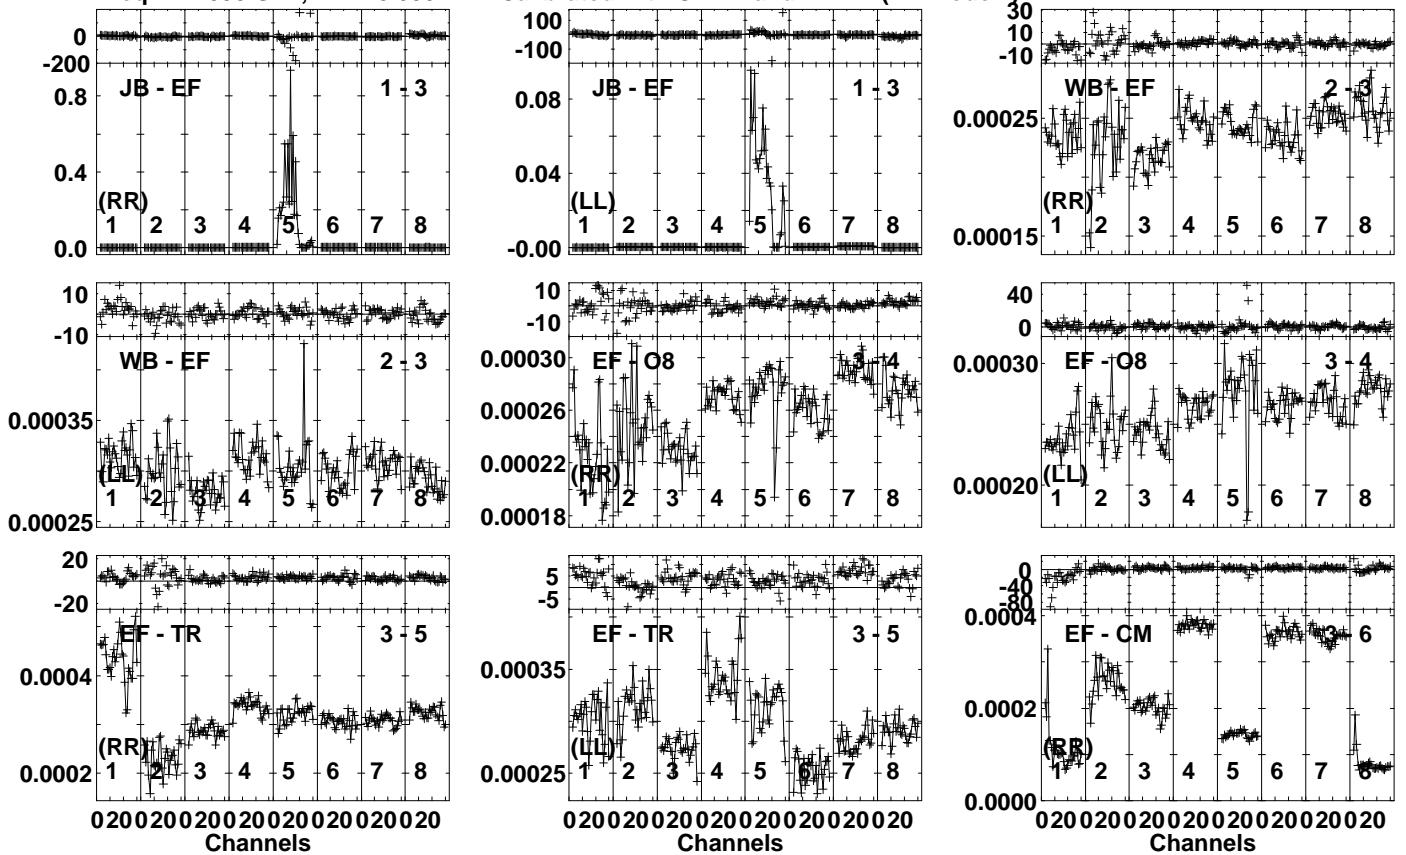 0
-200
0.8
0.4
0.0
JB - EF 1 - 3
(RR)
1 2 3 4 5 6 7 8
100
-100
0.08
0.04
-0.00
JB - EF 1 - 3
(LL)
1 2 3 4 5 6 7 8
30
10
-10
0.00025
0.00015
WB - EF 2 - 3
(RR)
1 2 3 4 5 6 7 8
10
-10
0.00035
0.00025
WB - EF 2 - 3
(LL)
1 2 3 4 5 6 7 8
10
-10
0.00030
0.00026
0.00022
0.00018
EF - O8 3 - 4
(RR)
1 2 3 4 5 6 7 8
40
0
0.00030
0.00020
EF - O8 3 - 4
(LL)
1 2 3 4 5 6 7 8
20
-20
0.0004
0.0002
EF - TR 3 - 5
(RR)
1 2 3 4 5 6 7 8
020020020020020020020020
Channels
5
-5
0.00035
0.00025
EF - TR 3 - 5
(LL)
1 2 3 4 5 6 7 8
020020020020020020020020
Channels
0
-40
-80
0.0004
0.0002
0.0000
EF - CM 3 - 6
(RR)
1 2 3 4 5 6 7 8
020020020020020020020020
Channels